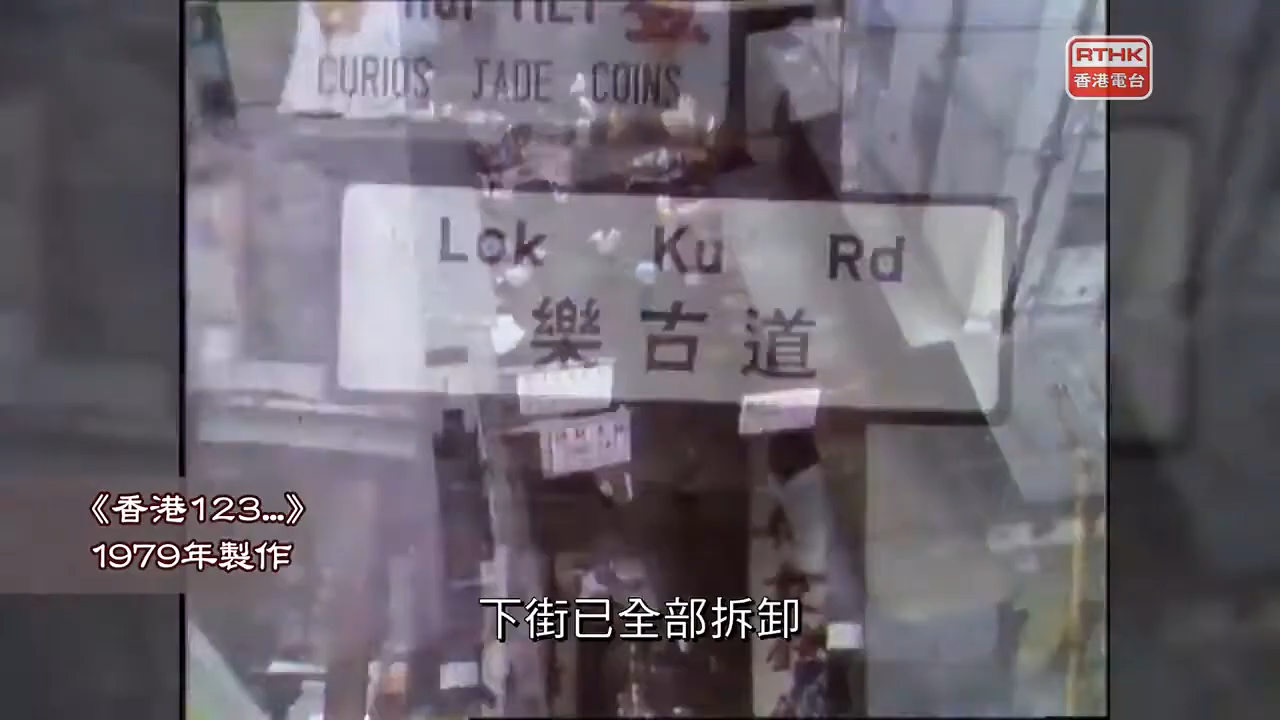 CURIOS JADE COINS
RTHK
香港電台
Lok Ku Rd
樂古道
《香港123...》
1979年製作
下街已全部拆卸